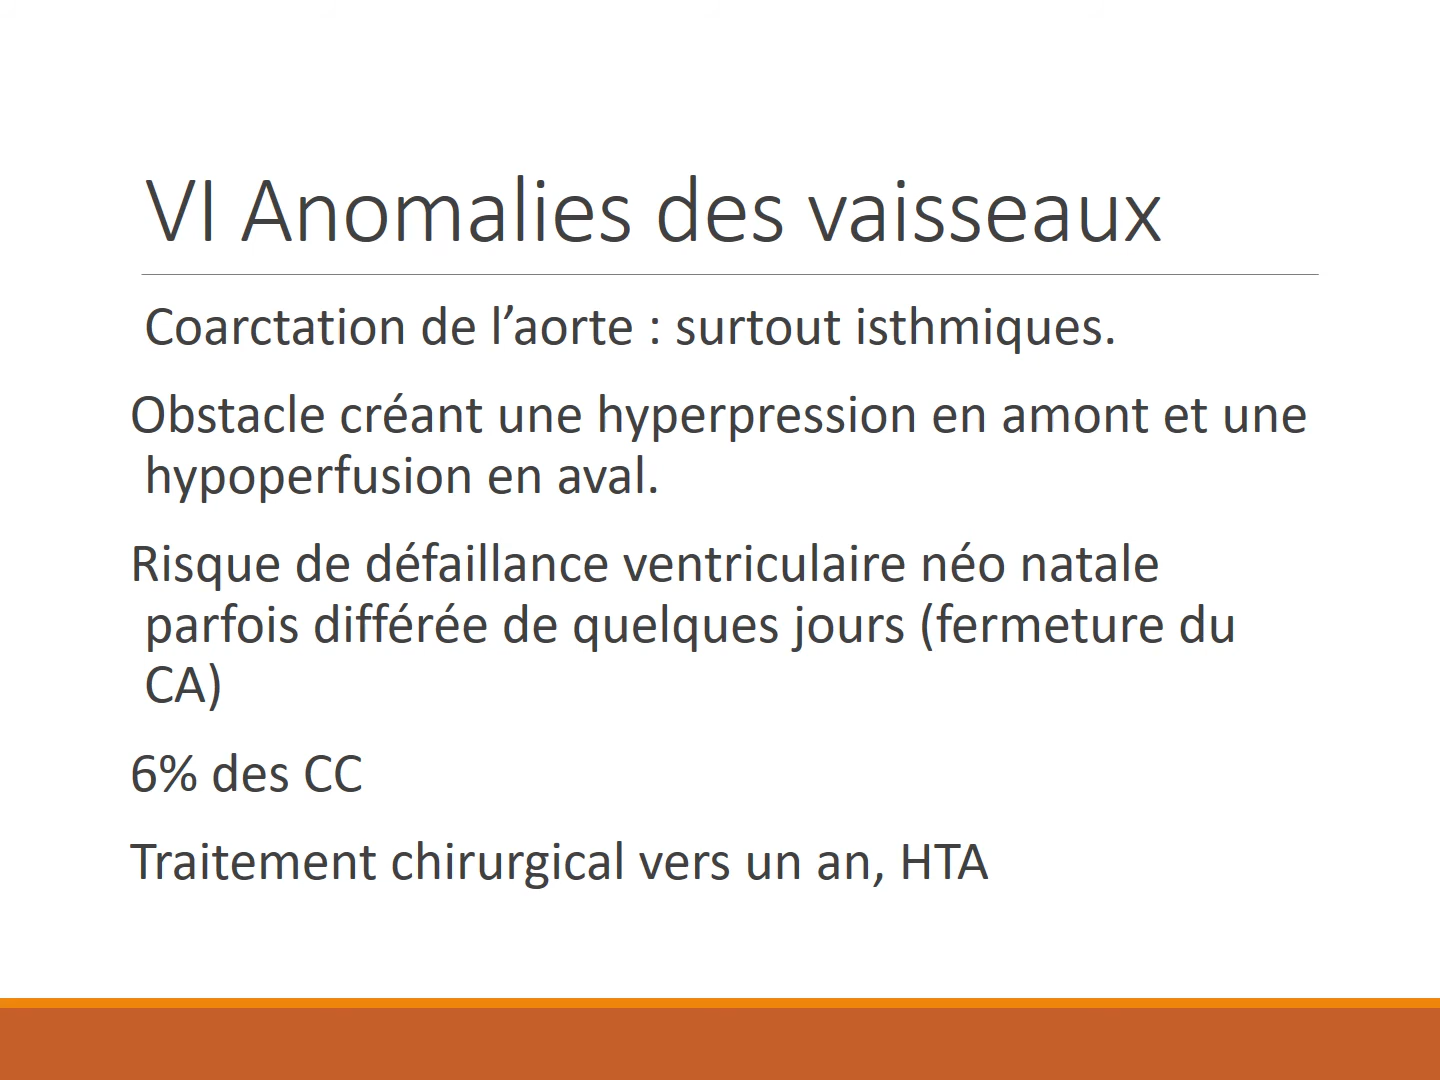 VI Anomalies des vaisseaux
Coarctation de l’aorte : surtout isthmiques.
Obstacle créant une hyperpression en amont et une
hypoperfusion en aval.
Risque de défaillance ventriculaire néo natale
parfois différée de quelques jours (fermeture du
CA)
6% des CC
Traitement chirurgical vers un an, HTA